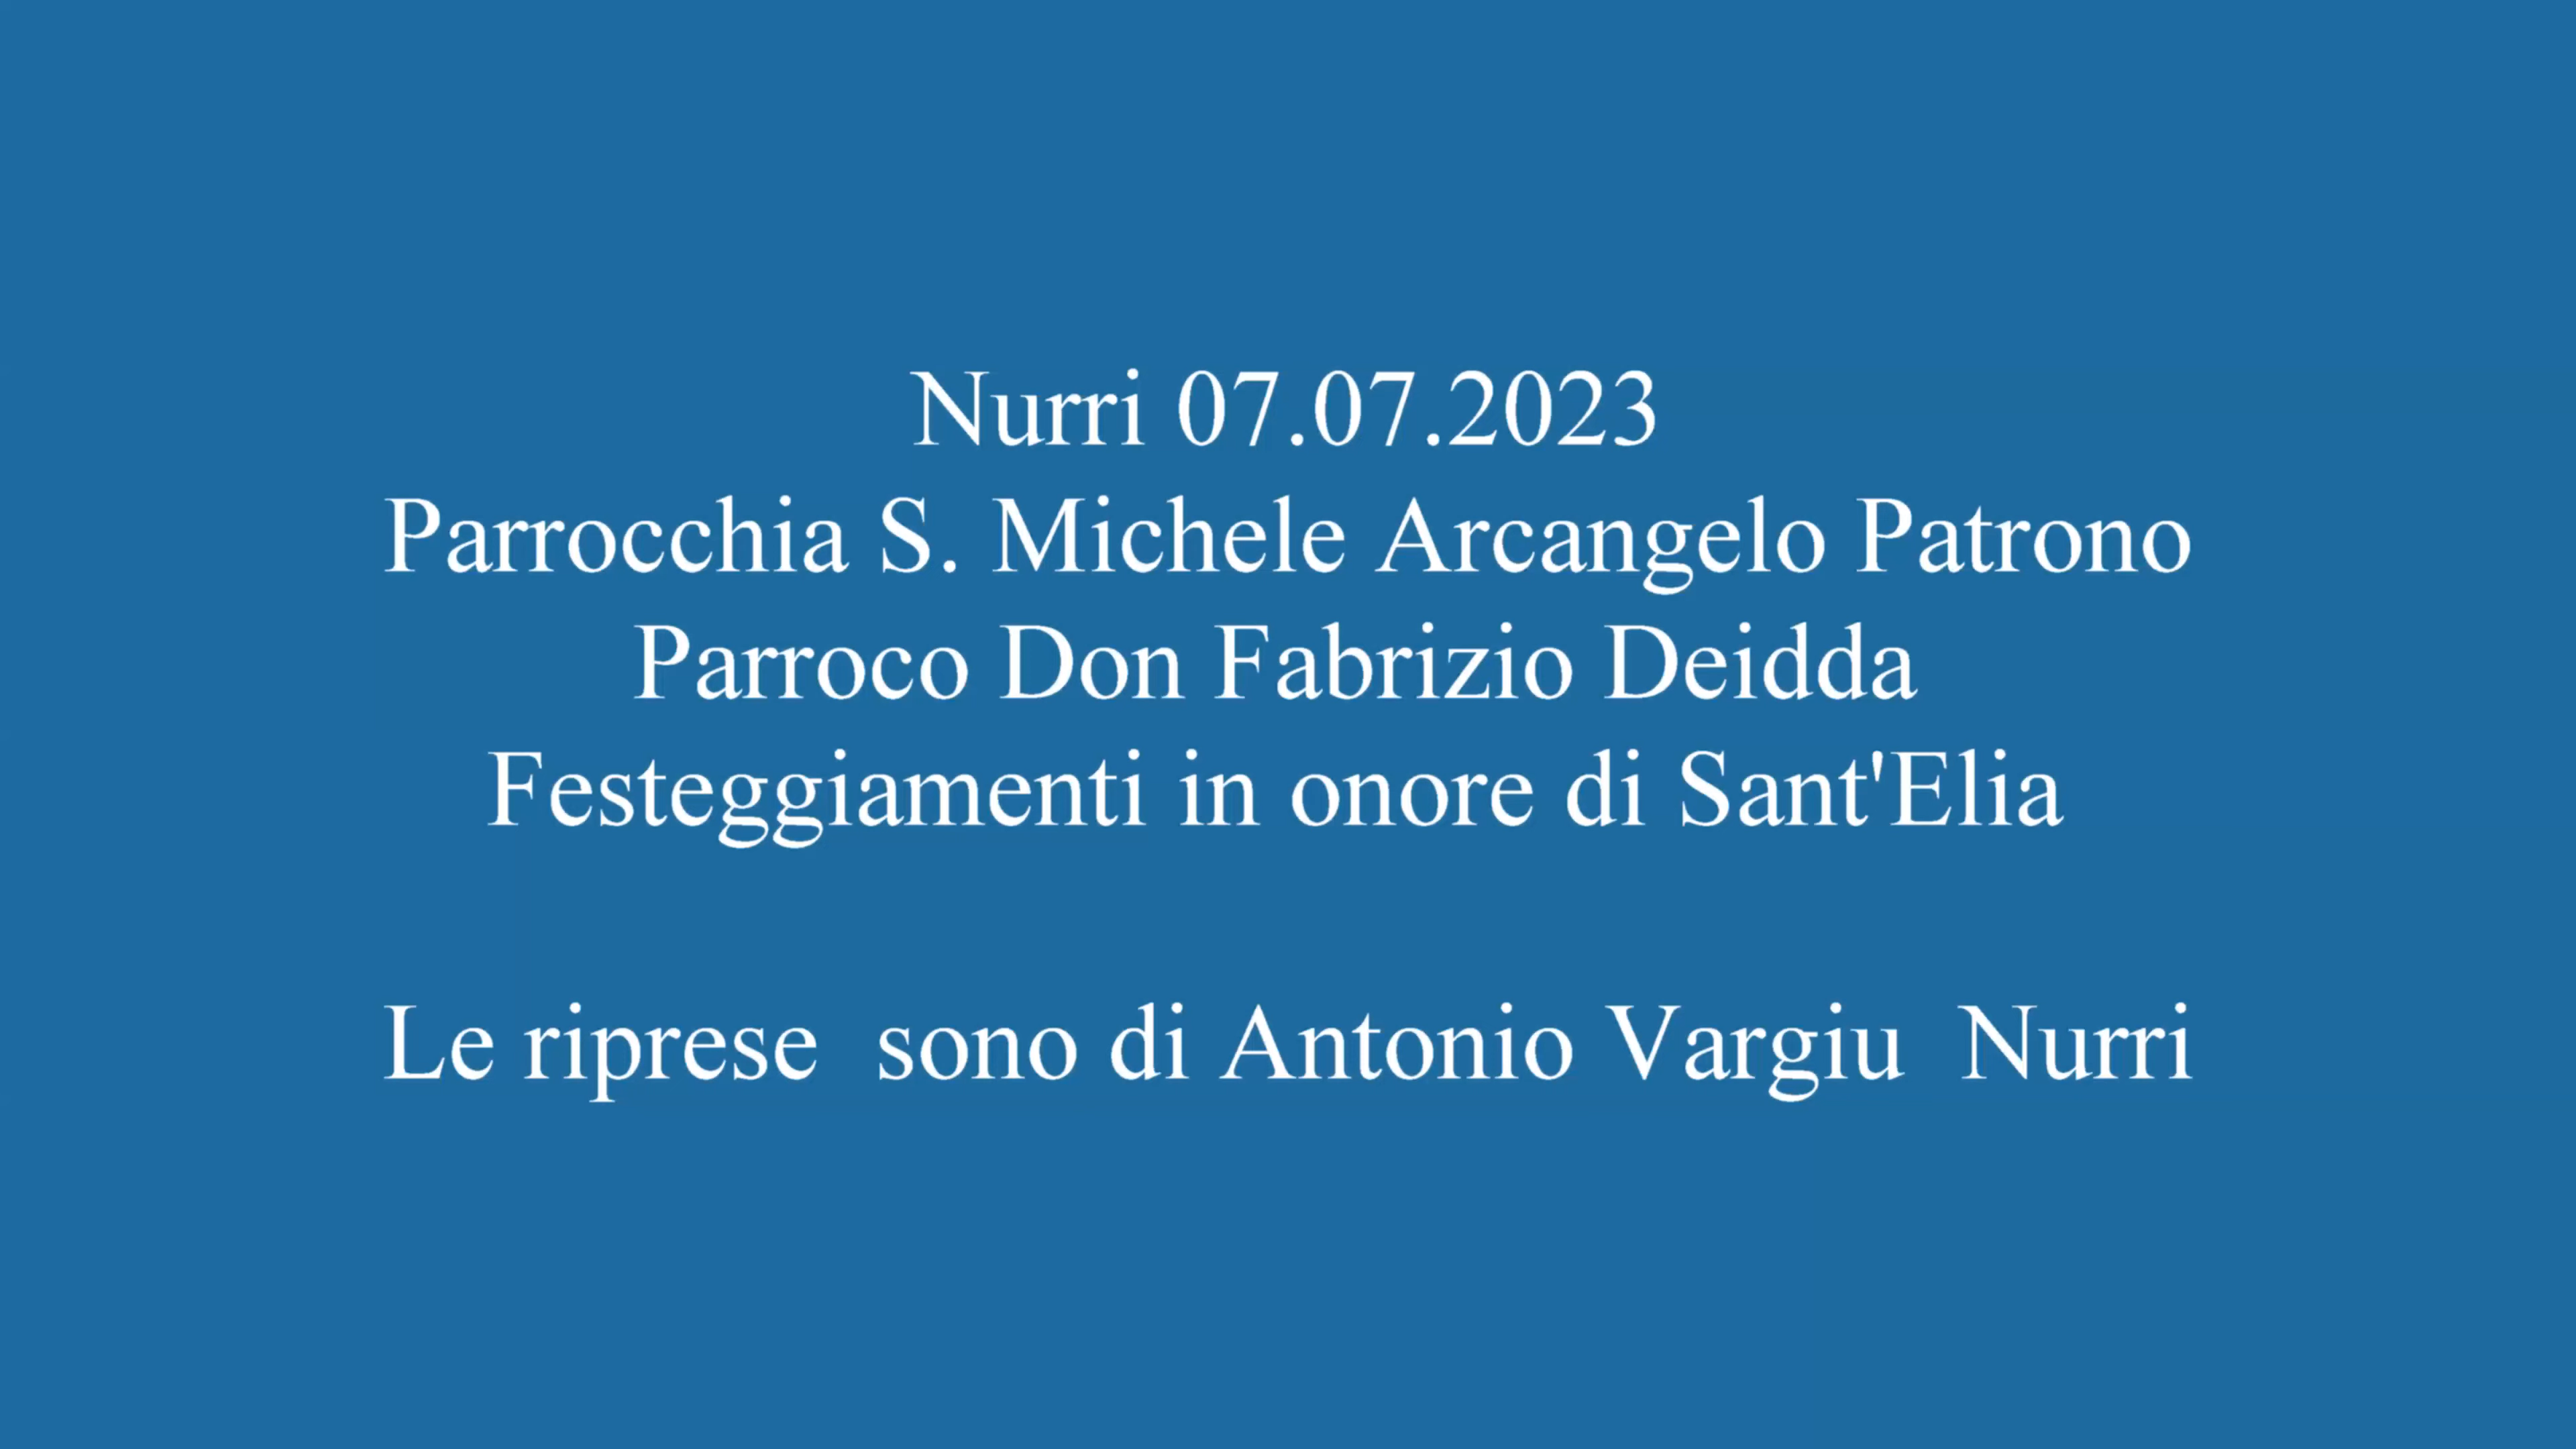 Nurri 07.07.2023
Parrocchia S. Michele Arcangelo Patrono
Parroco Don Fabrizio Deidda
Festeggiamenti in onore di Sant'Elia
Le riprese  sono di Antonio Vargiu  Nurri